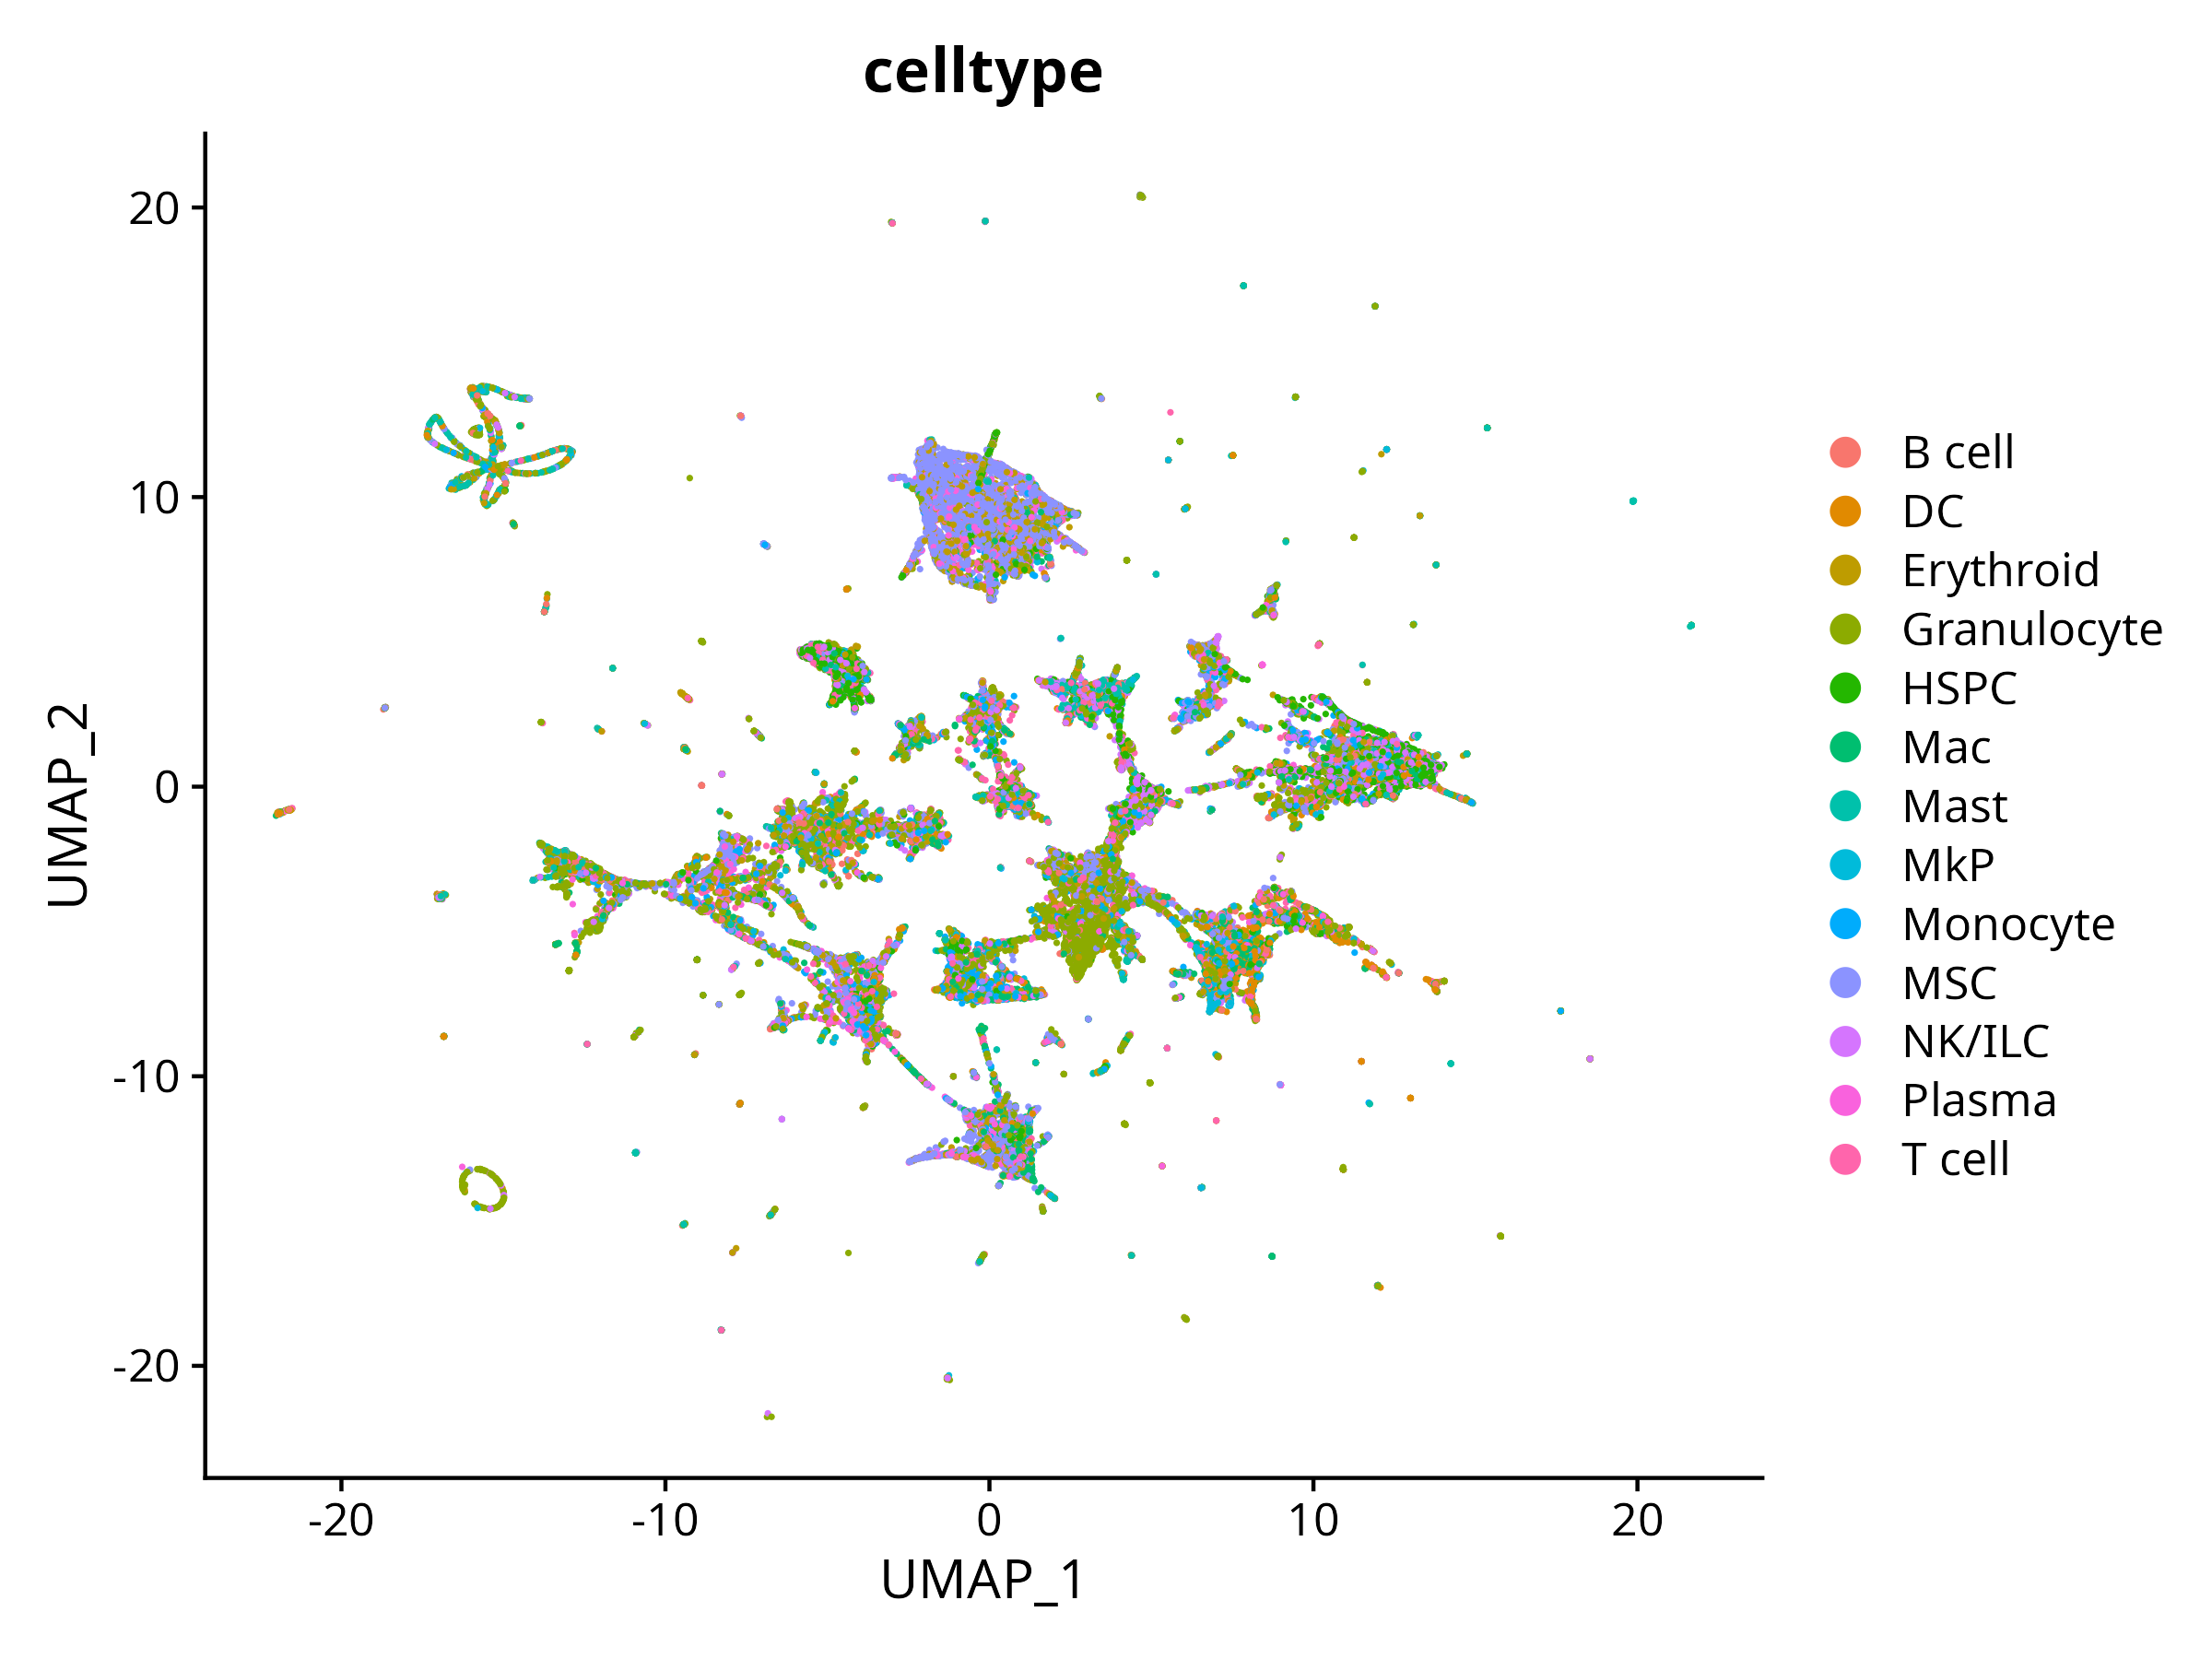 celltype
UMAP_2
20
10
0
-10
-20
-20
-10
0
10
20
UMAP_1
B cell
DC
Erythroid
Granulocyte
HSPC
Mac
Mast
MkP
Monocyte
MSC
NK/ILC
Plasma
T cell